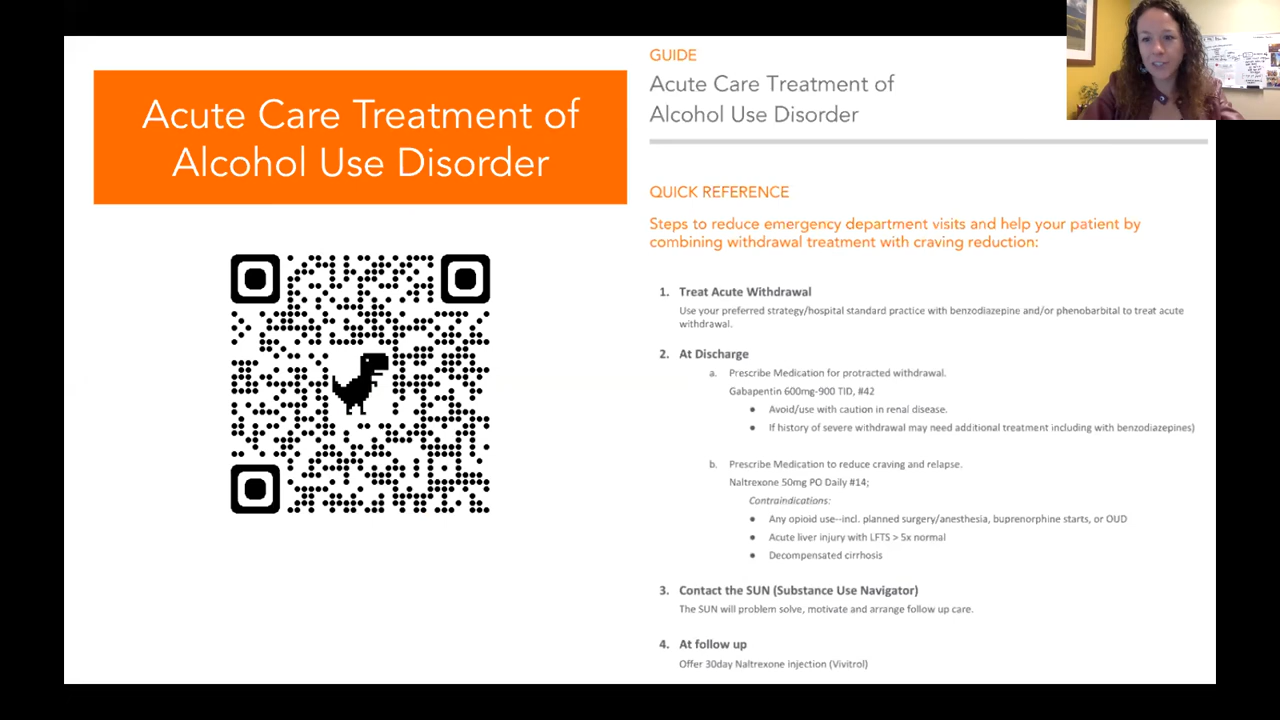 Acute Care Treatment of
Alcohol Use Disorder
GUIDE
Acute Care Treatment of
Alcohol Use Disorder
QUICK REFERENCE
Steps to reduce emergency department visits and help your patient by
combining withdrawal treatment with craving reduction:
1. Treat Acute Withdrawal
Use your preferred strategy/hospital standard practice with benzodiazepine and/or phenobarbital to treat acute
withdrawal.
2. At Discharge
a. Prescribe Medication for protracted withdrawal.
Gabapentin 600mg-900 TID, #42
● Avoid/use with caution in renal disease.
● If history of severe withdrawal may need additional treatment including with benzodiazepines)
b. Prescribe Medication to reduce craving and relapse.
Naltrexone 50mg PO Daily #14;
Contraindications:
● Any opioid use--incl. planned surgery/anesthesia, buprenorphine starts, or OUD
● Acute liver injury with LFTS > 5x normal
● Decompensated cirrhosis
3. Contact the SUN (Substance Use Navigator)
The SUN will problem solve, motivate and arrange follow up care.
4. At follow up
Offer 30day Naltrexone injection (Vivitrol)